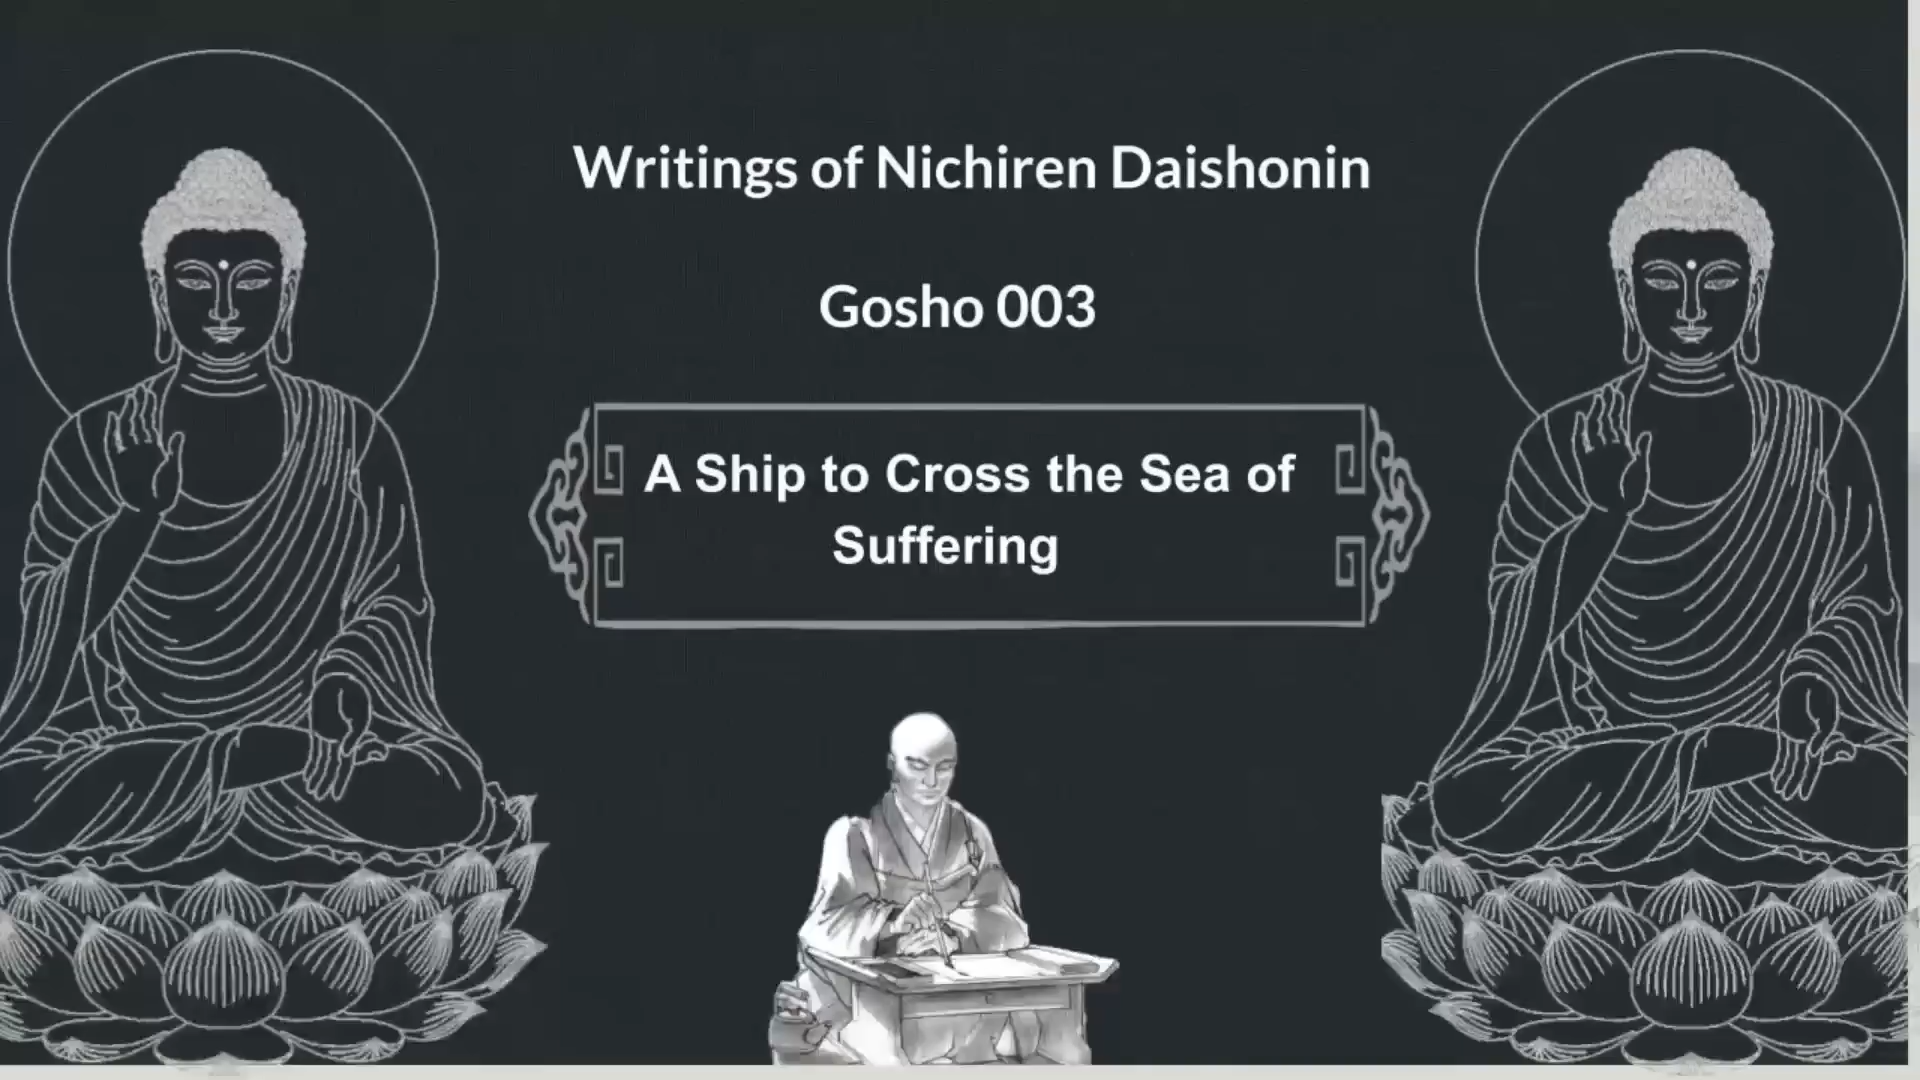 Writings of Nichiren Daishonin
Gosho 003
A Ship to Cross the Sea of
Suffering